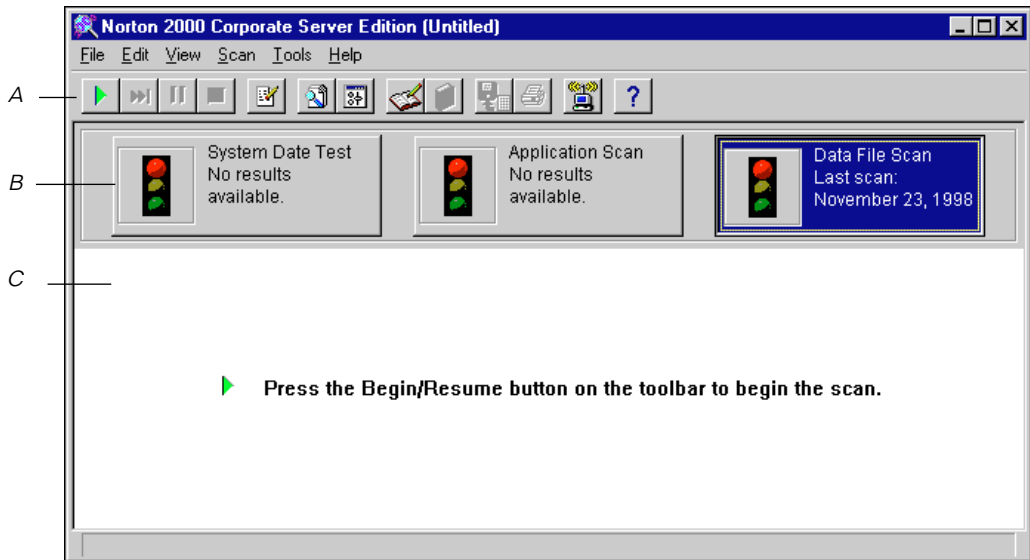 Norton 2000 Corporate Server Edition (Untitled)
File Edit View Scan Tools Help
A
?
B
System Date Test
No results
available.
Application Scan
No results
available.
Data File Scan
Last scan:
November 23, 1998
C
Press the Begin/Resume button on the toolbar to begin the scan.